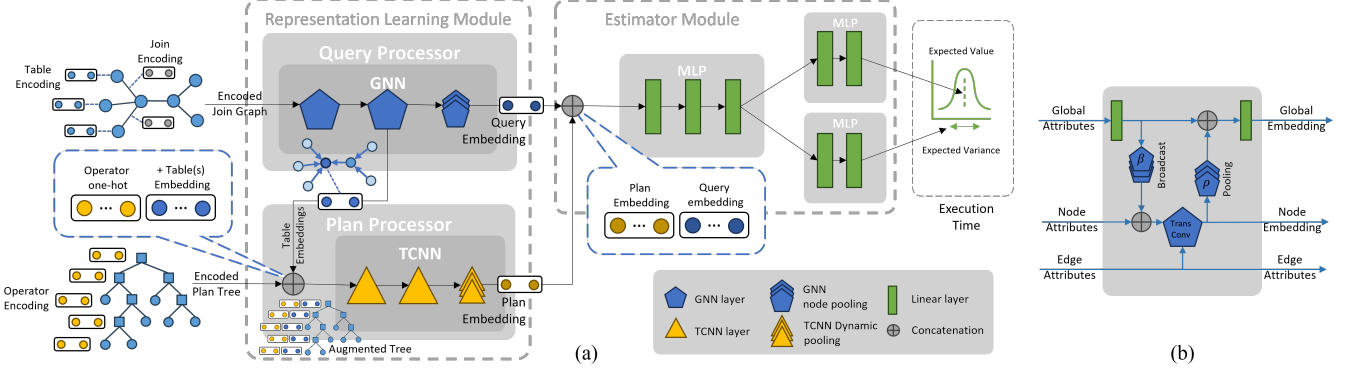 Representation Learning Module
Estimator Module
Query Processor
GNN
Join
Encoding
Table
Encoding
Encoded
Join Graph
Query
Embedding
Operator
one-hot
+ Table(s)
Embedding
...
...
Table
Embeddings
Plan Processor
TCNN
Encoded
Plan Tree
Operator
Encoding
Plan
Embedding
Augmented Tree
MLP
MLP
MLP
Expected Value
Expected Variance
Execution
Time
Plan
Embedding
Query
embedding
...
...
GNN layer
GNN
node pooling
Linear layer
TCNN layer
TCNN Dynamic
pooling
Concatenation
(a)
Global
Attributes
Global
Embedding
β
Broadcast
ρ
Pooling
Node
Attributes
Trans
Conv
Node
Embedding
Edge
Attributes
Edge
Attributes
(b)